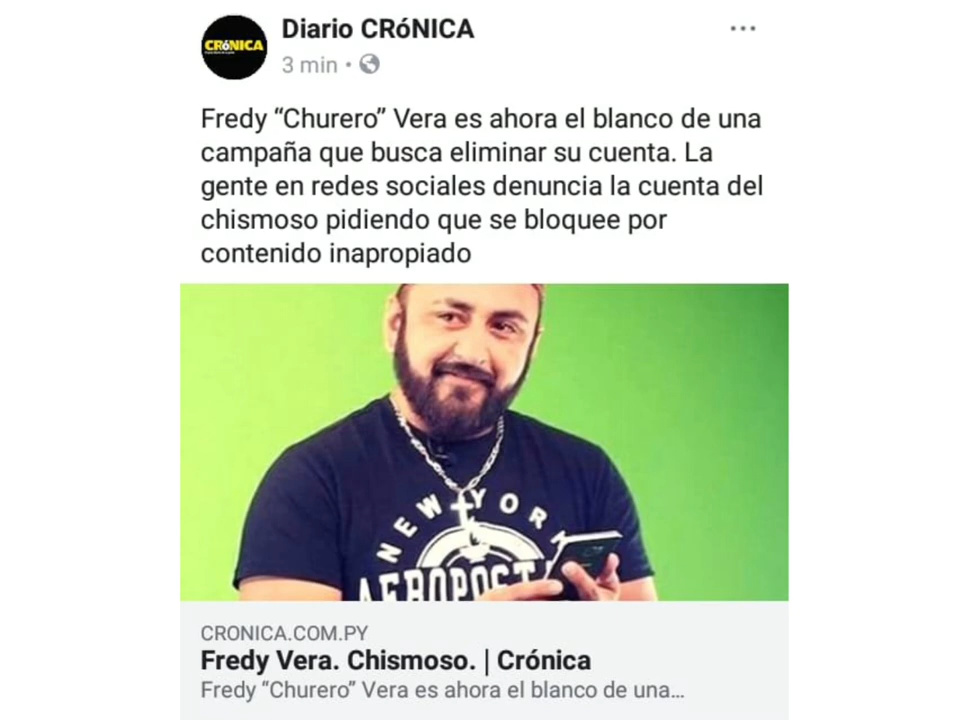 CRóNICA
Diario CRóNICA
3 min
Fredy “Churero” Vera es ahora el blanco de una
campaña que busca eliminar su cuenta. La
gente en redes sociales denuncia la cuenta del
chismoso pidiendo que se bloquee por
contenido inapropiado
NEW YOR
AEROPOSTA
CRONICA.COM.PY
Fredy Vera. Chismoso. | Crónica
Fredy “Churero” Vera es ahora el blanco de una...